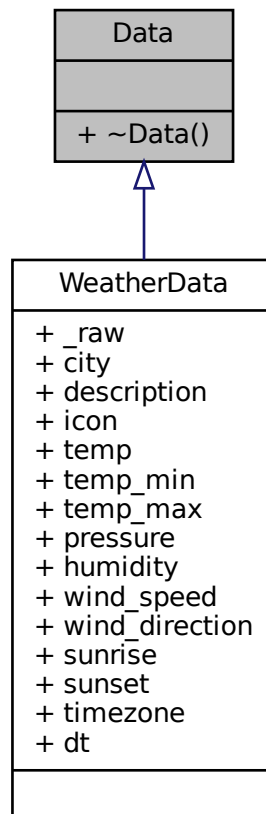 Data
+ ~Data()
WeatherData
+ _raw
+ city
+ description
+ icon
+ temp
+ temp_min
+ temp_max
+ pressure
+ humidity
+ wind_speed
+ wind_direction
+ sunrise
+ sunset
+ timezone
+ dt